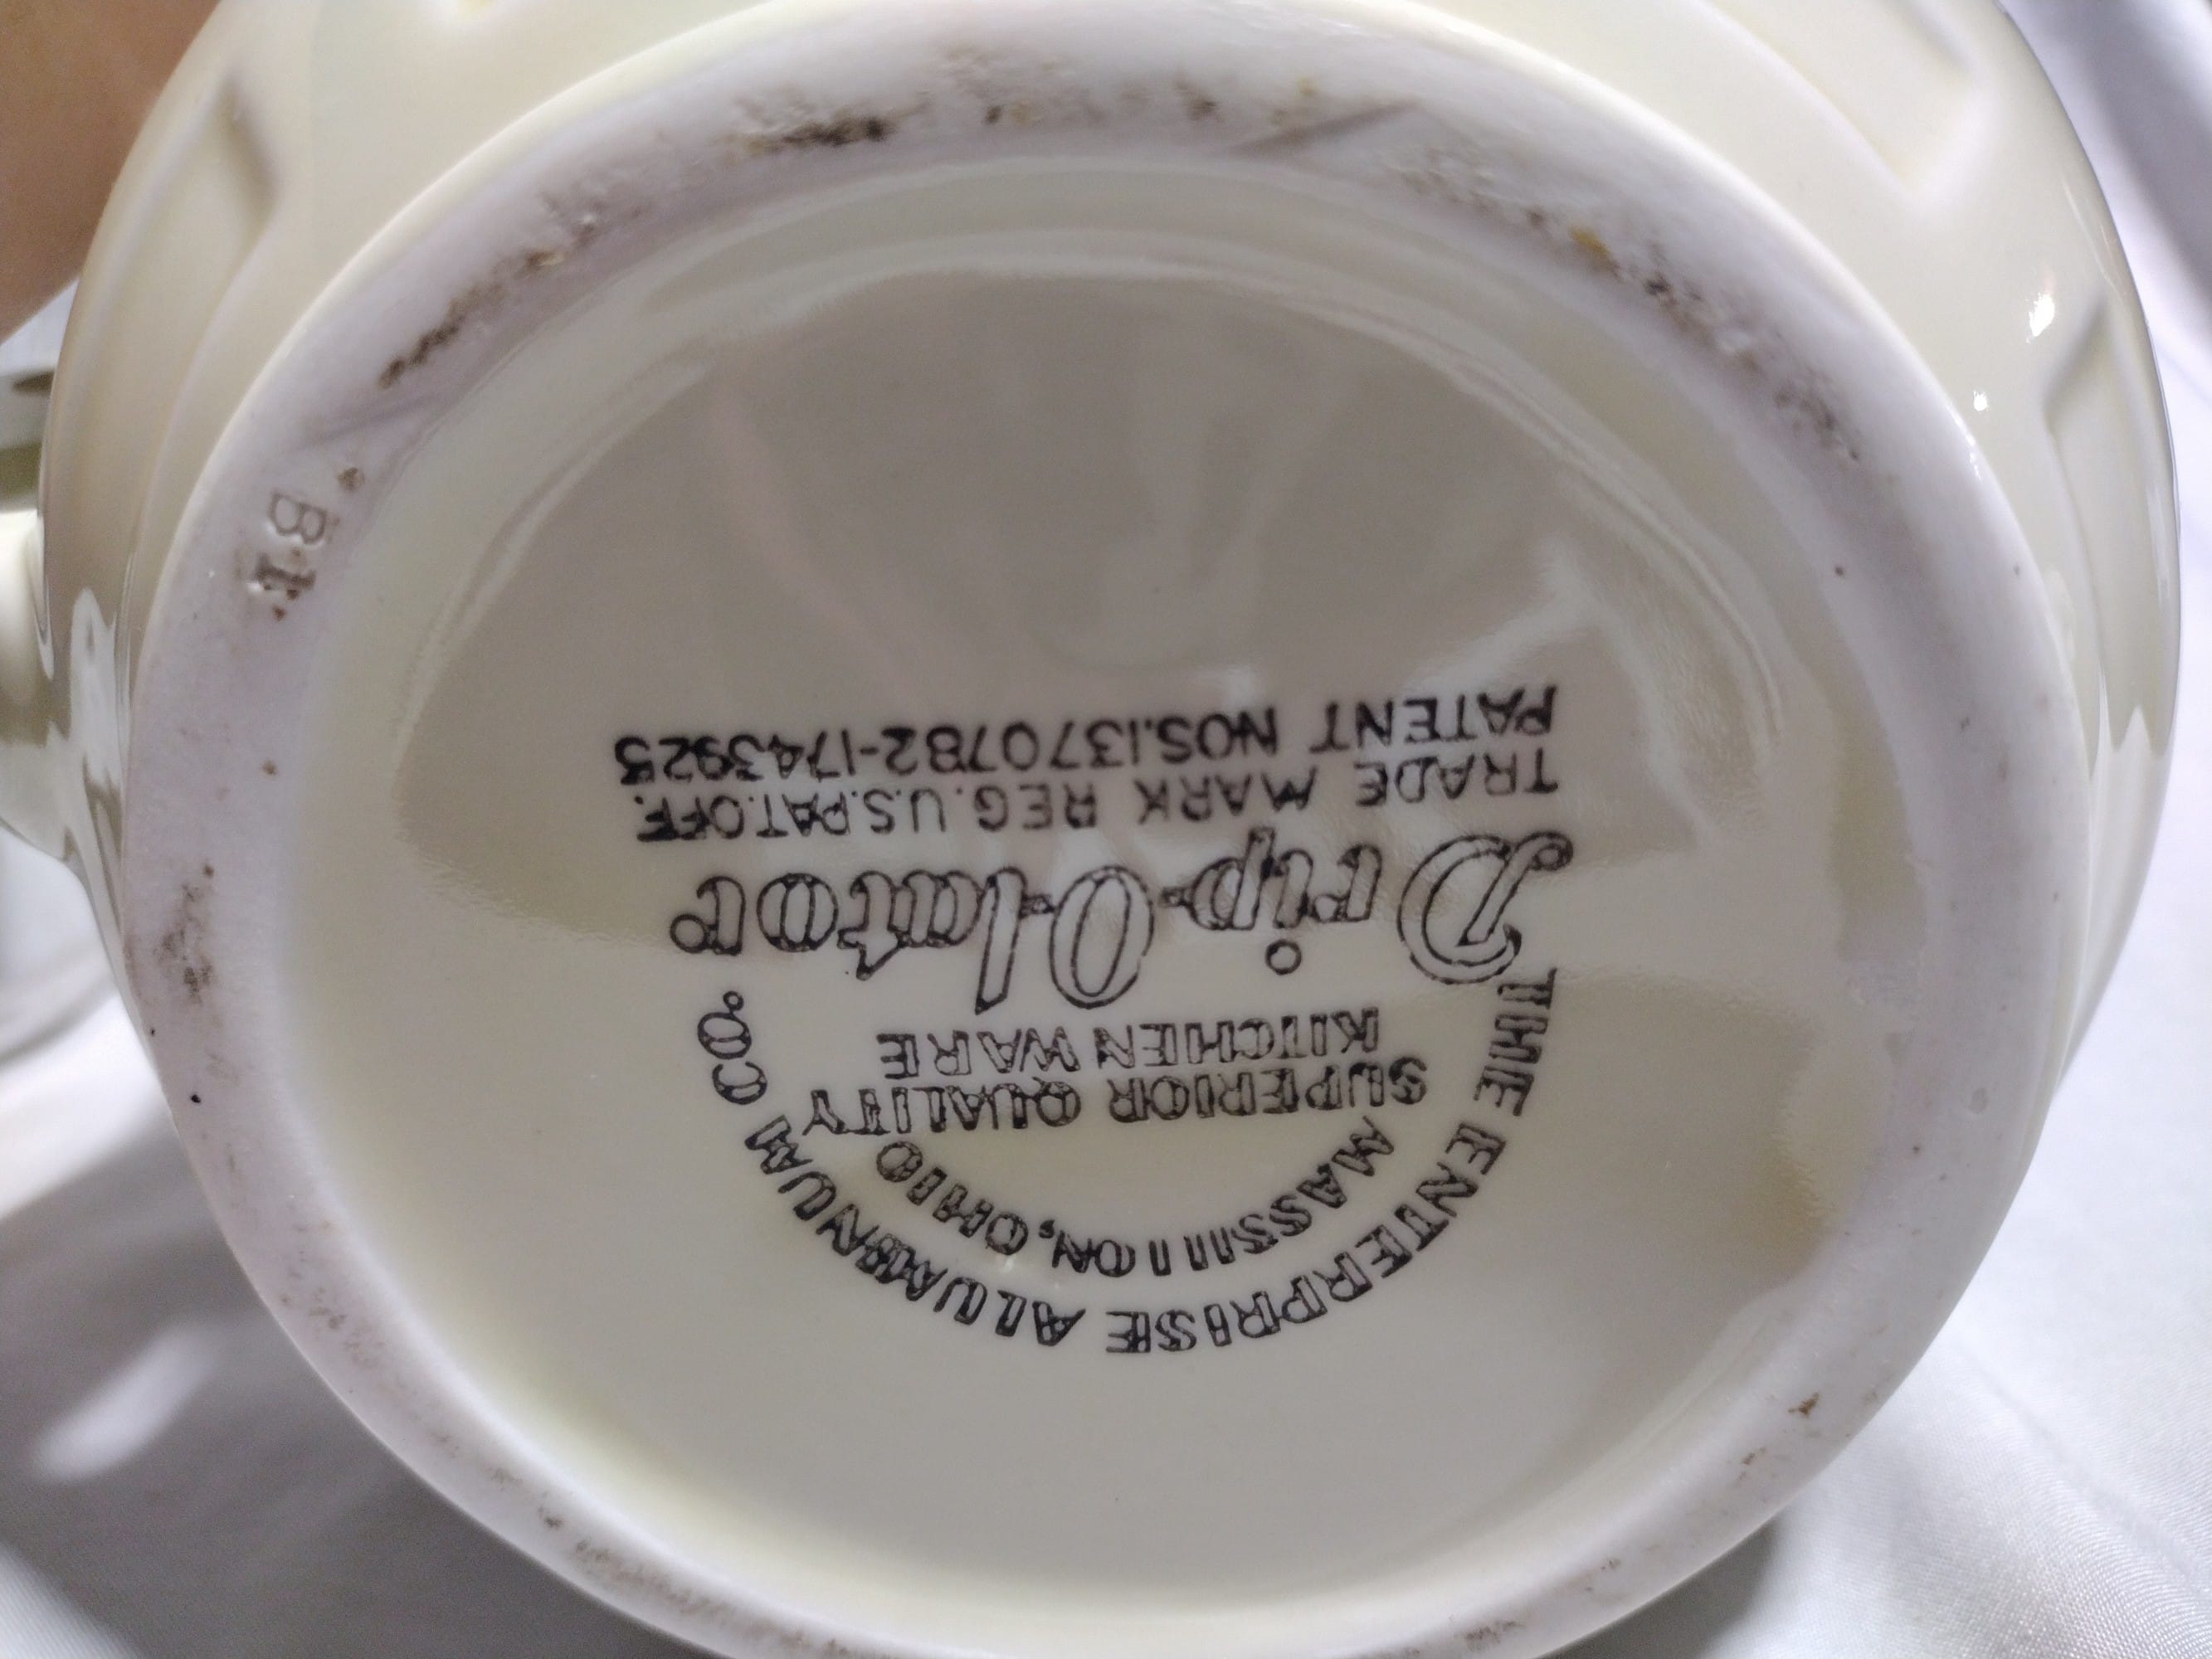 THE ENTERPRISE ALUMINUM CO.
MASSILLON, OHIO
SUPERIOR QUALITY
KITCHEN WARE
Drip-O-lator
TRADE MARK REG. U.S. PAT. OFF.
PATENT NOS. 1370782-1743925
B1